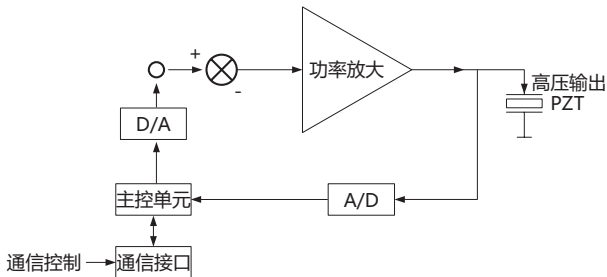 +
-
功率放大
高压输出
PZT
D/A
主控单元
A/D
通信控制
通信接口